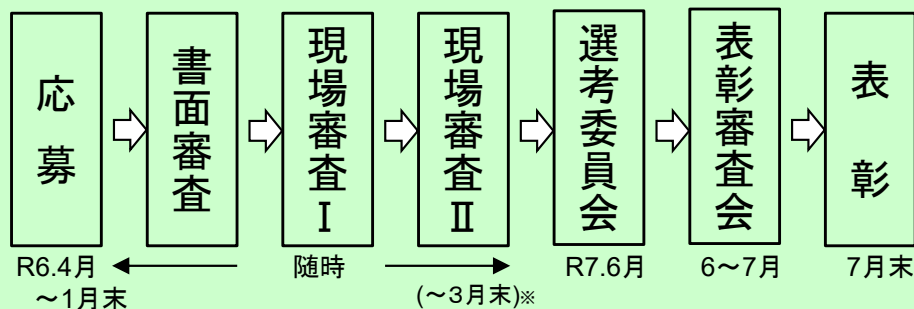 応募
書面審査
現場審査Ⅰ
現場審査Ⅱ
選考委員会
表彰審査会
表彰
R6.4月
～1月末
随時
(～3月末)※
R7.6月
6～7月
7月末